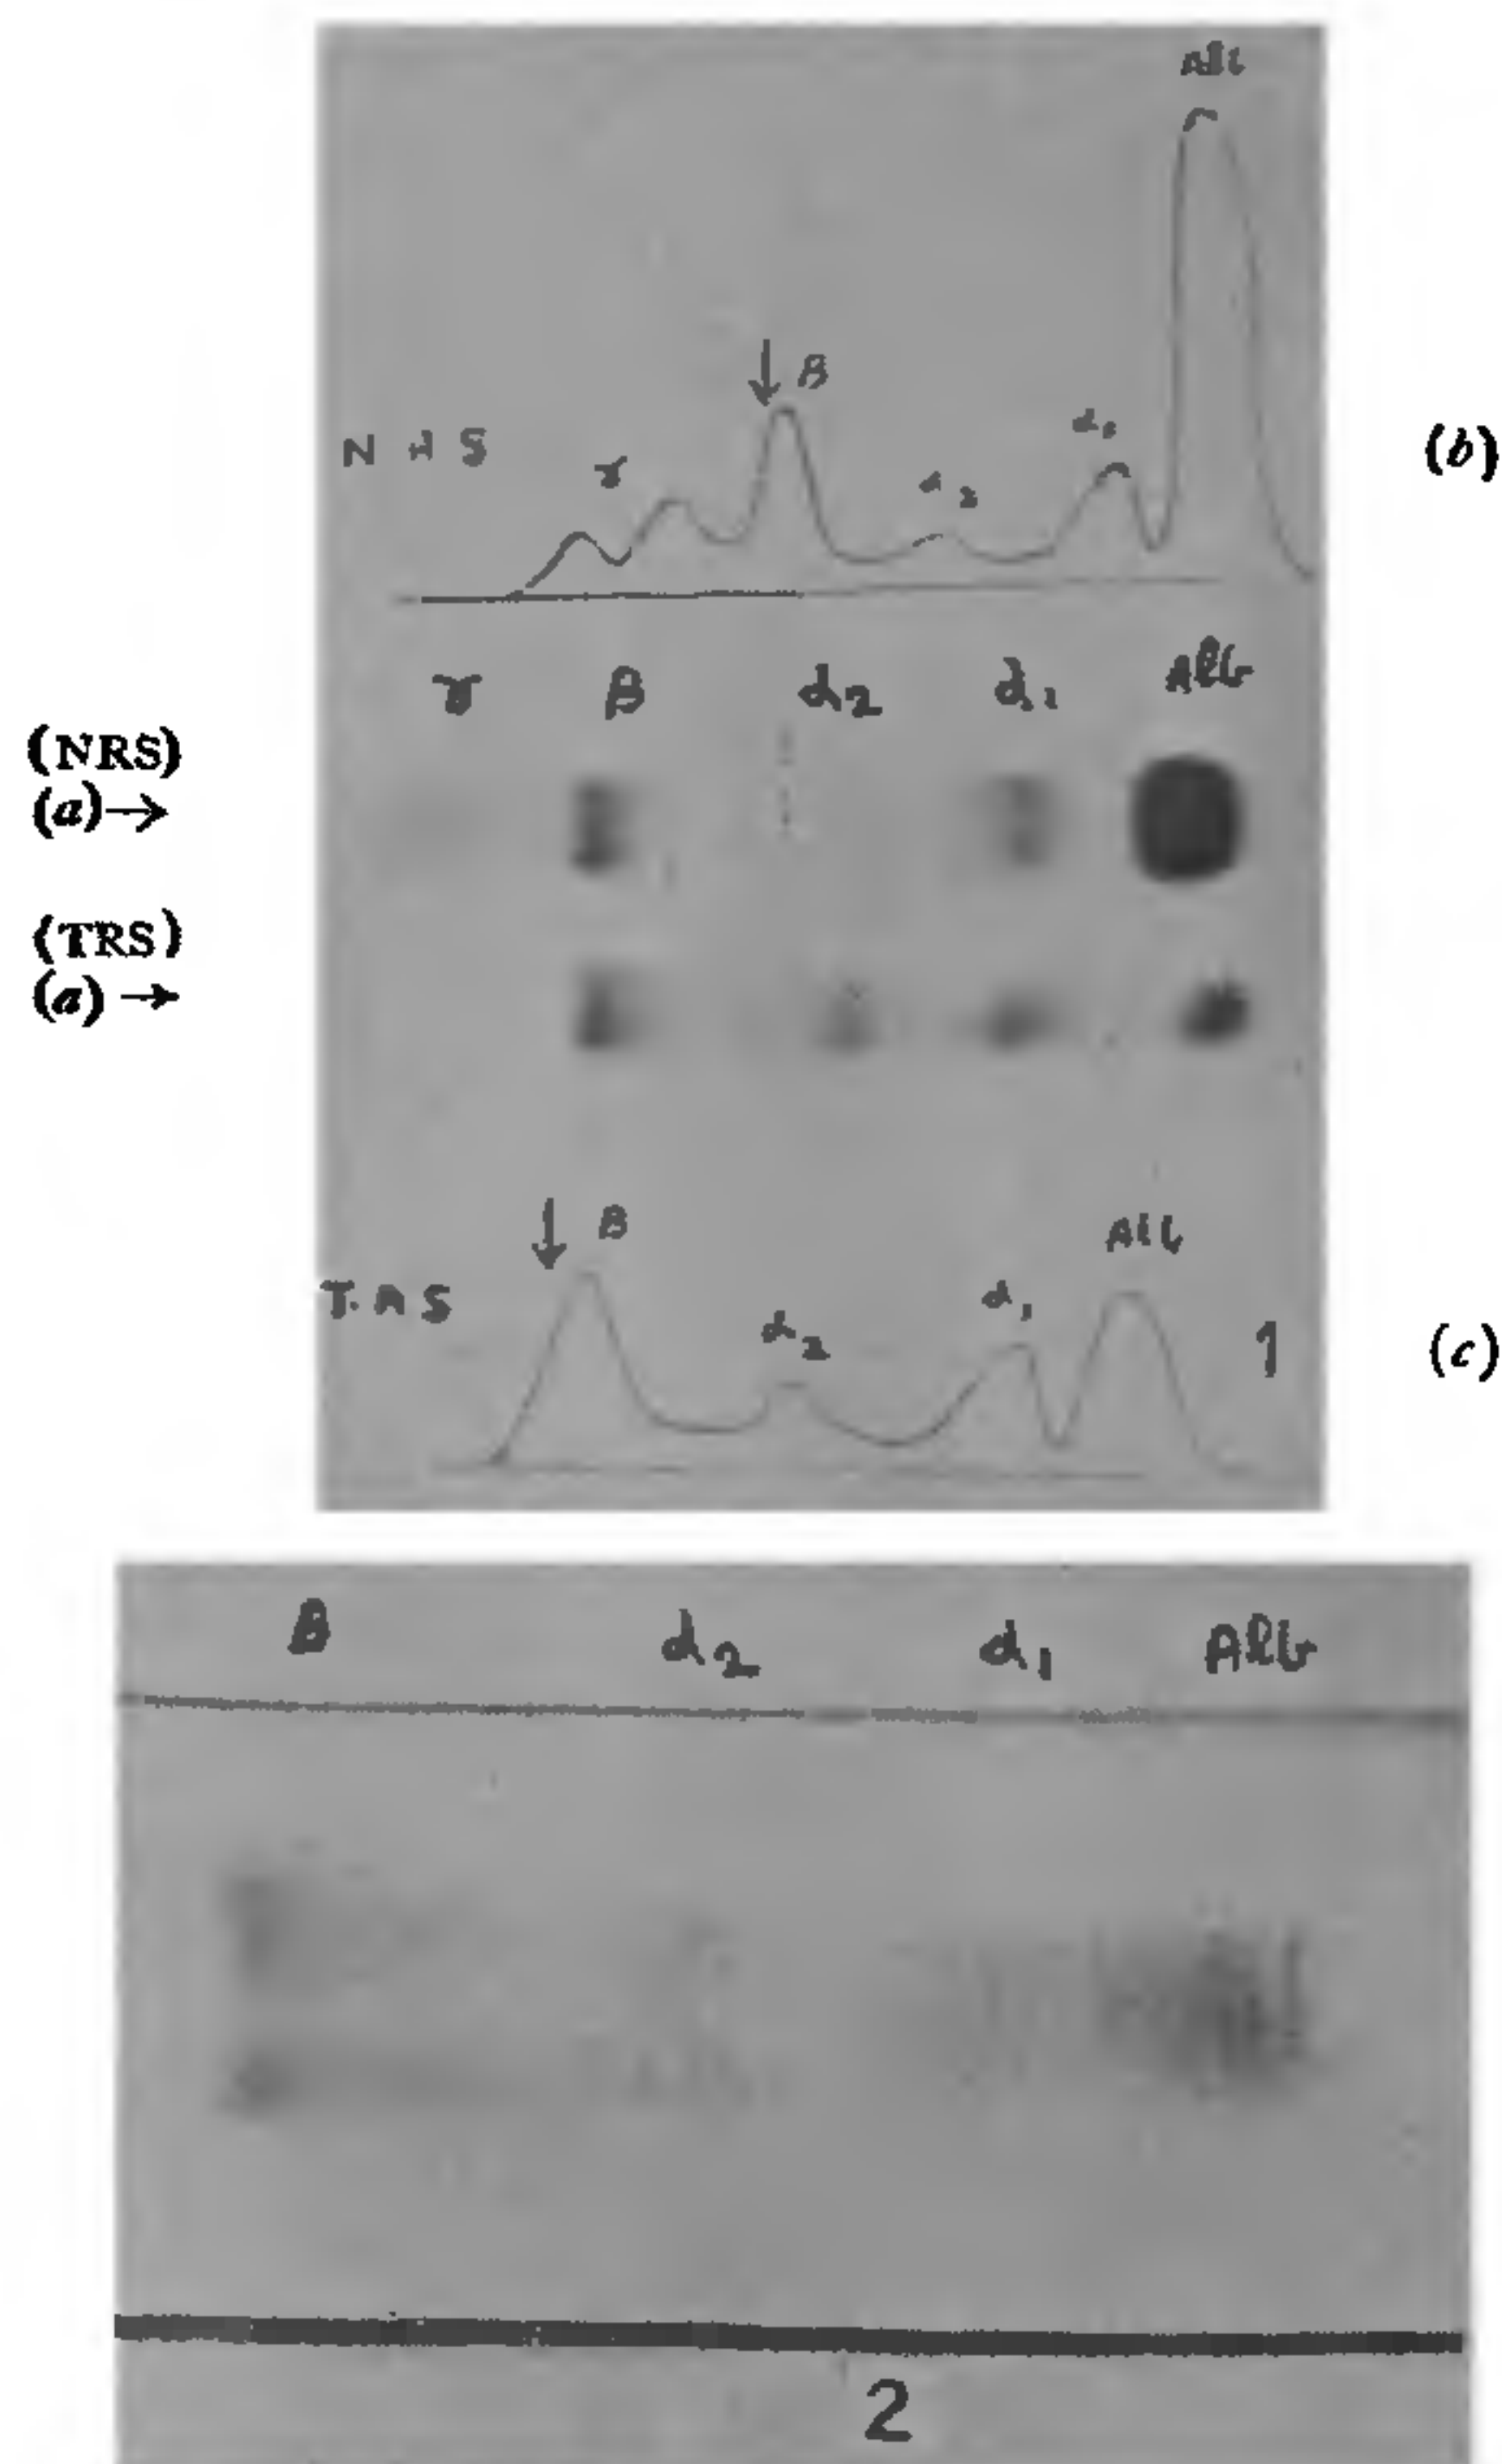 Alb
↓ β
α₁
N R S
(b)
γ
α₂
γ β α₂ α₁ Alb
(NRS)
(a)→
(TRS)
(a)→
↓ β
Alb
α₁
T. R S
α₂
1
(c)
β α₂ α₁ Alb
2